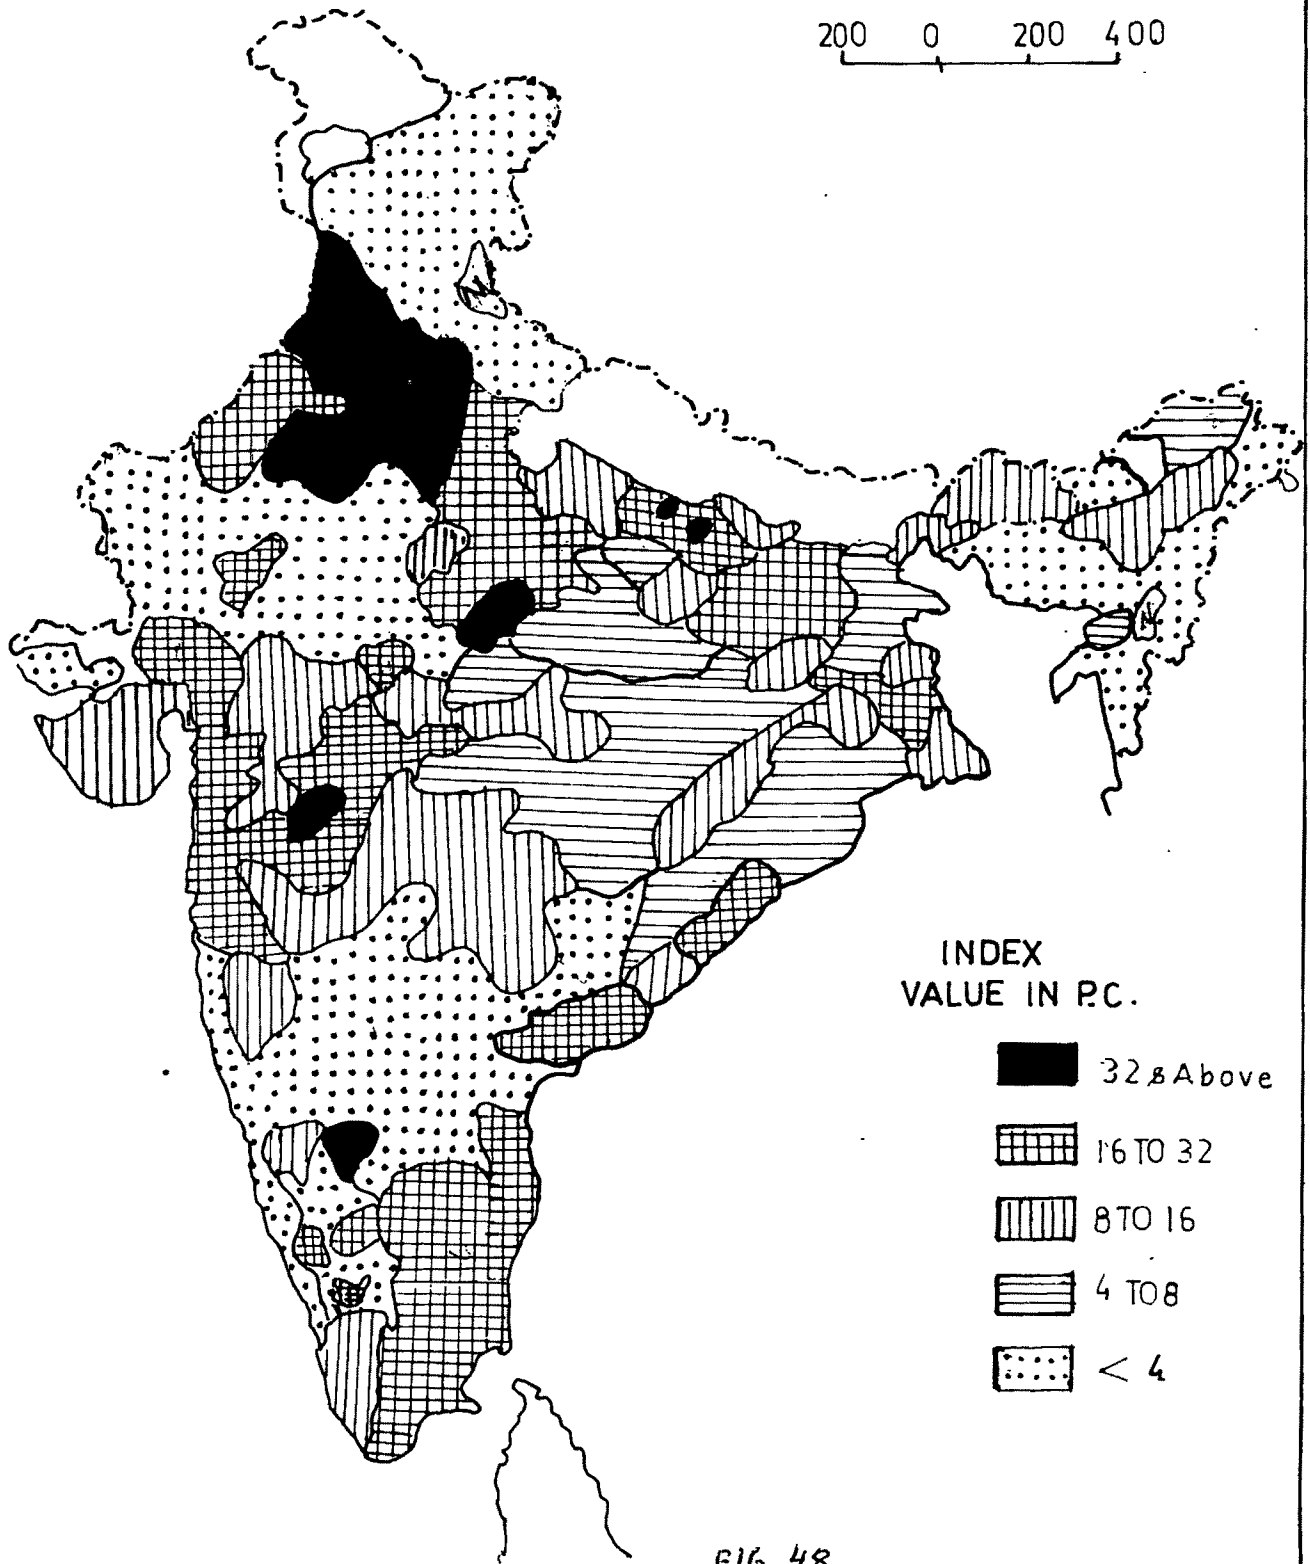 200 0 200 400
N
N
INDEX
VALUE IN P.C.
32 & Above
16 TO 32
8 TO 16
4 TO 8
< 4
FIG. 48